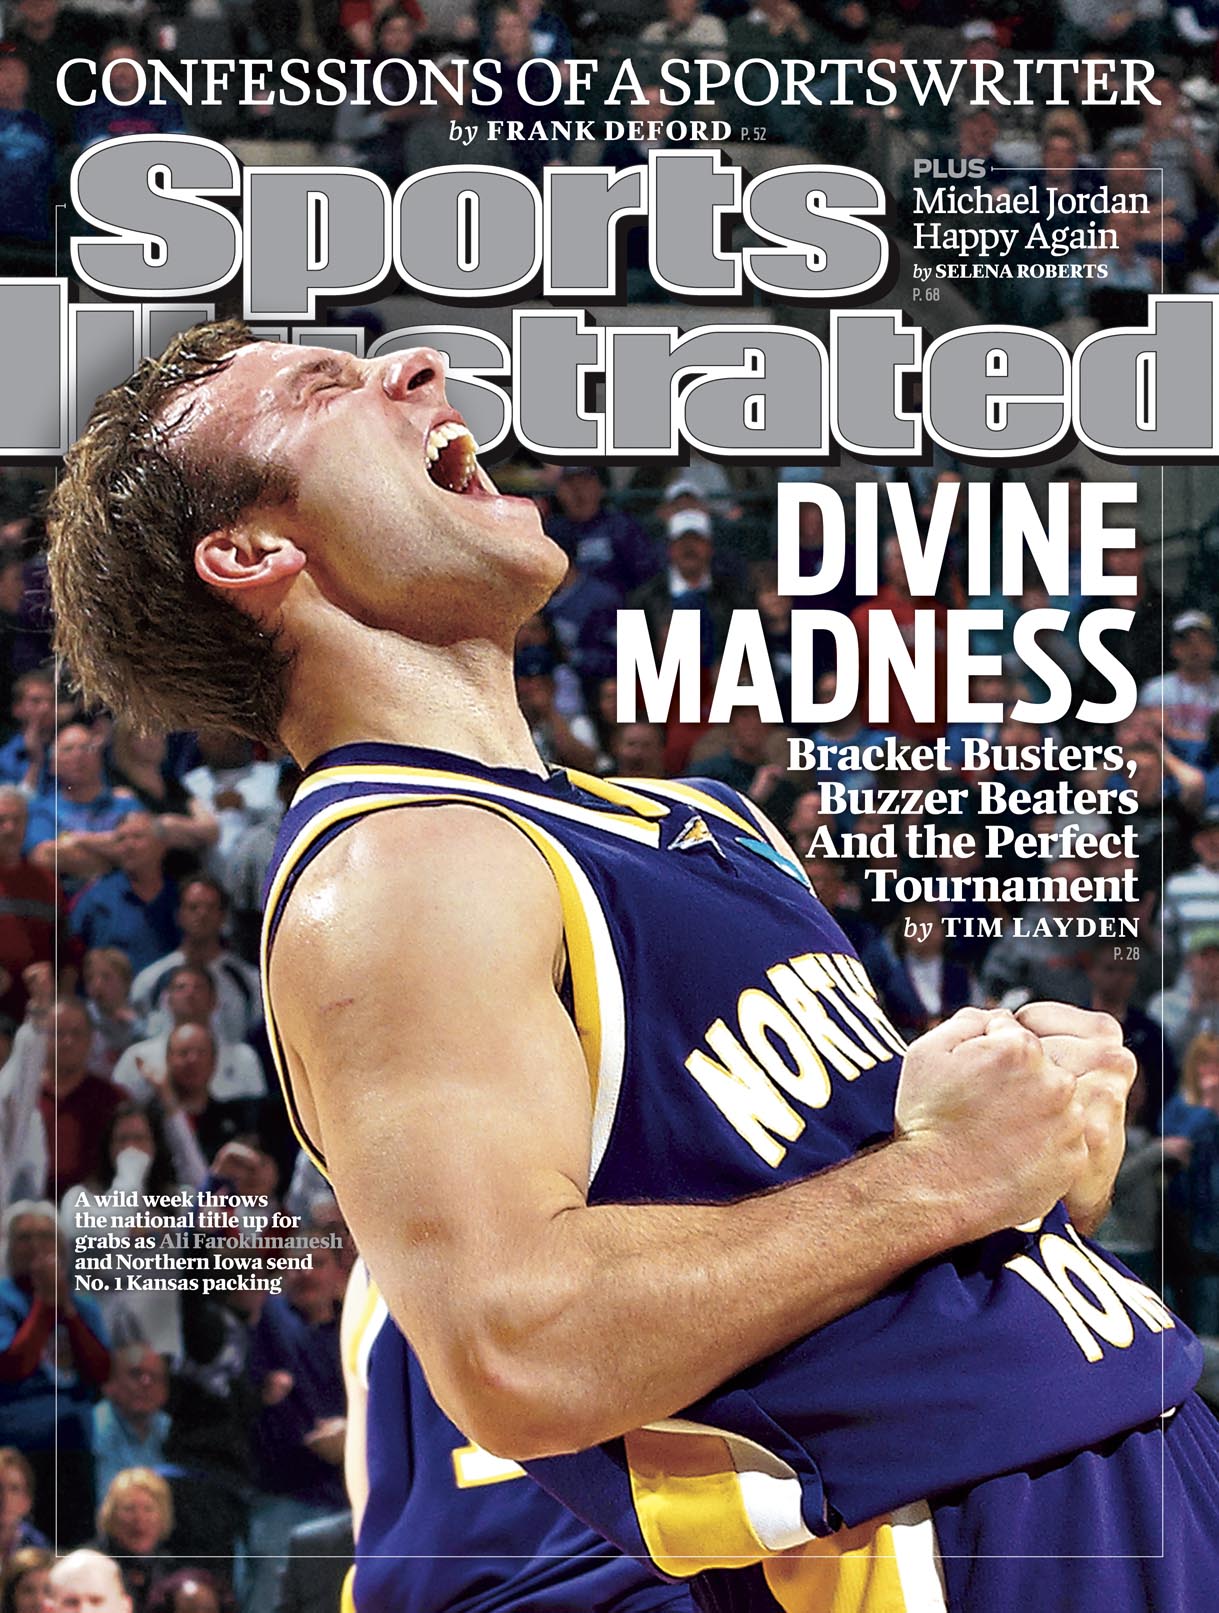 CONFESSIONS OF A SPORTSWRITER
by FRANK DEFORD P. 52
Sports
Illustrated
PLUS
Michael Jordan
Happy Again
by SELENA ROBERTS
P. 68
DIVINE
MADNESS
Bracket Busters,
Buzzer Beaters
And the Perfect
Tournament
by TIM LAYDEN
P. 28
NORTH
IOW
A wild week throws
the national title up for
grabs as Ali Farokhmanesh
and Northern Iowa send
No. 1 Kansas packing